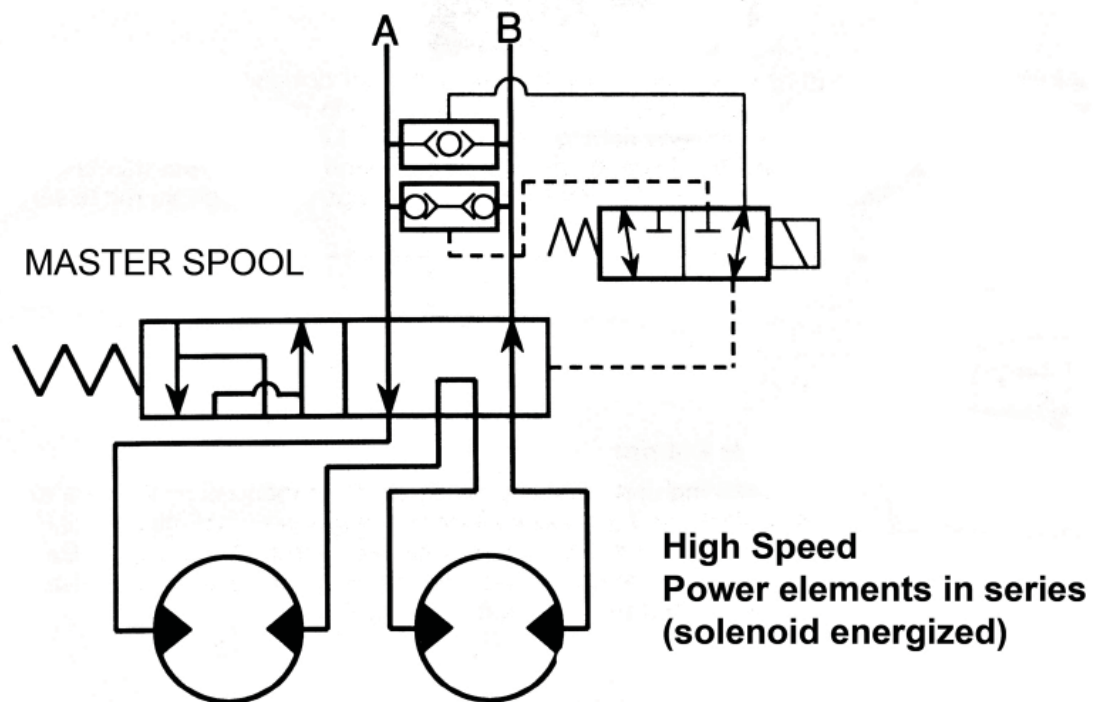 A B
MASTER SPOOL
High Speed
Power elements in series
(solenoid energized)